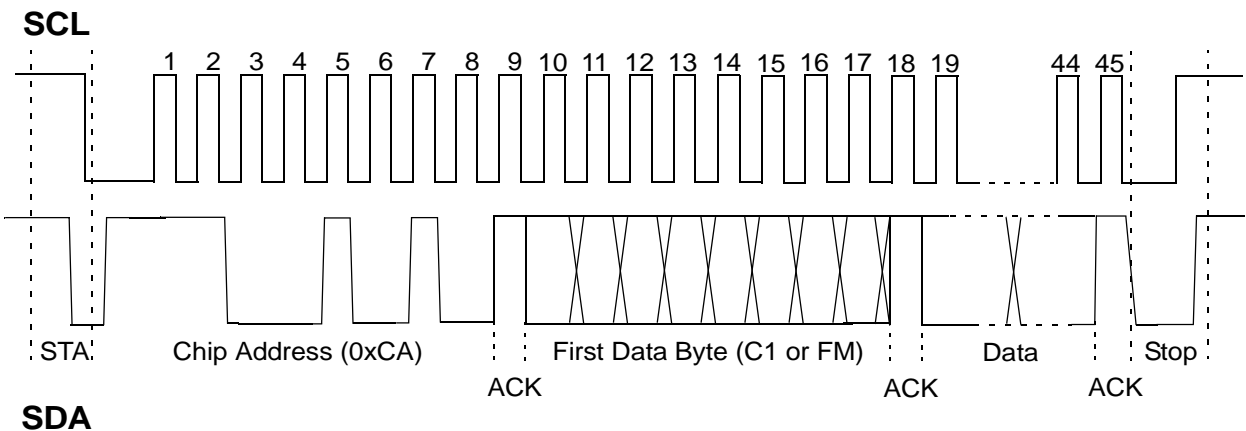 SCL
1 2 3 4 5 6 7 8 9 10 11 12 13 14 15 16 17 18 19 44 45
STA Chip Address (0xCA) First Data Byte (C1 or FM) Data Stop
ACK ACK ACK
SDA